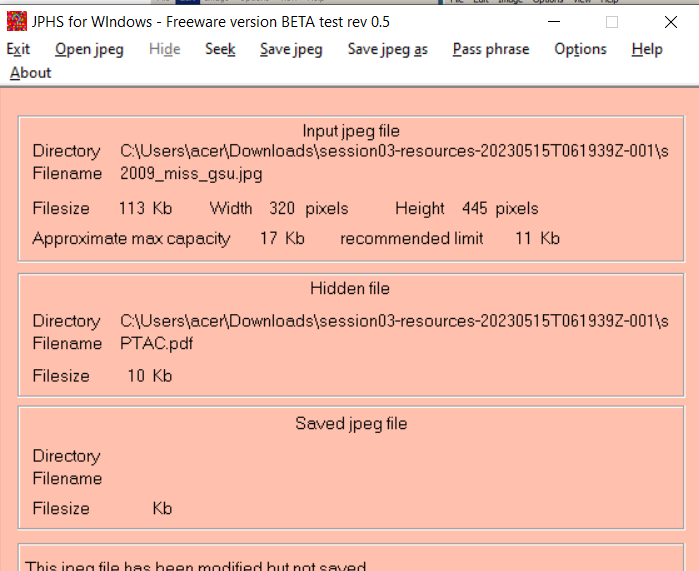 JPHS for WIndows - Freeware version BETA test rev 0.5
Exit Open jpeg Hide Seek Save jpeg Save jpeg as Pass phrase Options Help
About
Input jpeg file
Directory C:\Users\acer\Downloads\session03-resources-20230515T061939Z-001\s
Filename 2009_miss_gsu.jpg
Filesize 113 Kb Width 320 pixels Height 445 pixels
Approximate max capacity 17 Kb recommended limit 11 Kb
Hidden file
Directory C:\Users\acer\Downloads\session03-resources-20230515T061939Z-001\s
Filename PTAC.pdf
Filesize 10 Kb
Saved jpeg file
Directory
Filename
Filesize Kb
This jpeg file has been modified but not saved